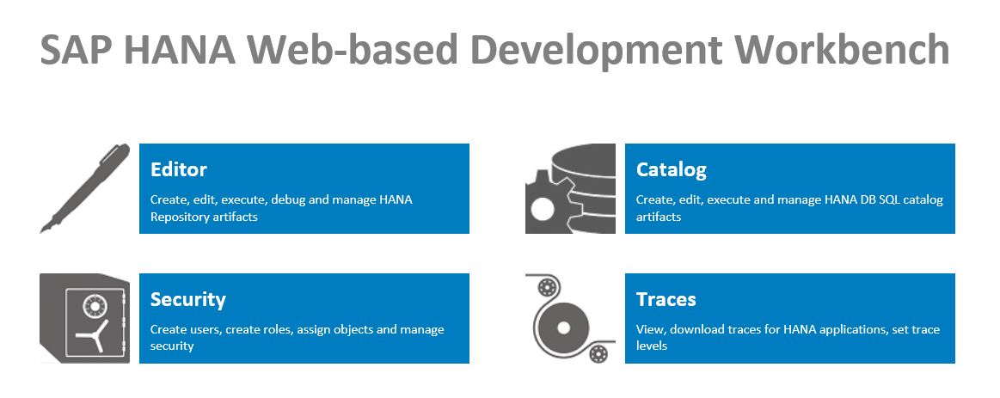 SAP HANA Web-based Development Workbench
Editor
Create, edit, execute, debug and manage HANA
Repository artifacts
Catalog
Create, edit, execute and manage HANA DB SQL catalog
artifacts
Security
Create users, create roles, assign objects and manage
security
Traces
View, download traces for HANA applications, set trace
levels